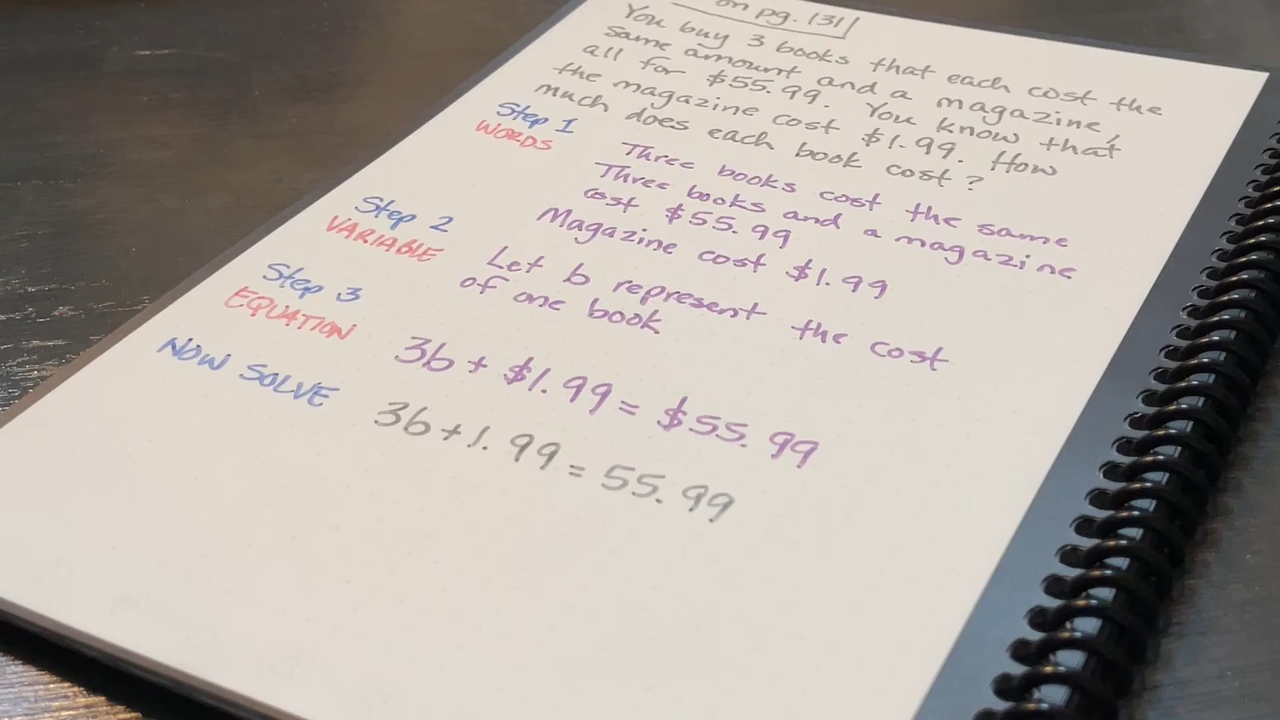 on pg. 131
You buy 3 books that each cost the
same amount and a magazine,
all for $55.99. You know that
the magazine cost $1.99. How
much does each book cost?
Step 1
WORDS
Three books cost the same
Three books and a magazine
cost $55.99
Magazine cost $1.99
Step 2
VARIABLE
Let b represent the cost
of one book
Step 3
EQUATION
3b + $1.99 = $55.99
NOW SOLVE
3b + 1.99 = 55.99